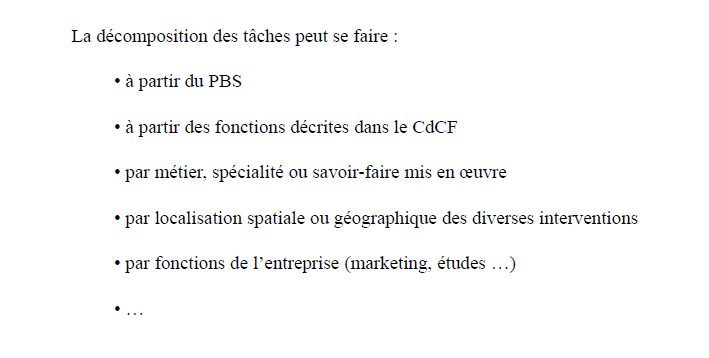 La décomposition des tâches peut se faire :
• à partir du PBS
• à partir des fonctions décrites dans le CdCF
• par métier, spécialité ou savoir-faire mis en œuvre
• par localisation spatiale ou géographique des diverses interventions
• par fonctions de l’entreprise (marketing, études …)
• …